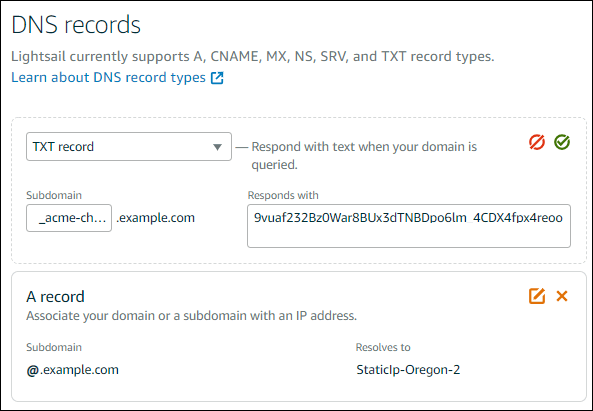 DNS records
Lightsail currently supports A, CNAME, MX, NS, SRV, and TXT record types.
Learn about DNS record types
TXT record
— Respond with text when your domain is
queried.
Subdomain
Responds with
_acme-ch... .example.com
9vuaf232Bz0War8BUx3dTNBDpo6lm_4CDX4fpx4reoo
A record
Associate your domain or a subdomain with an IP address.
Subdomain
Resolves to
@.example.com
StaticIp-Oregon-2